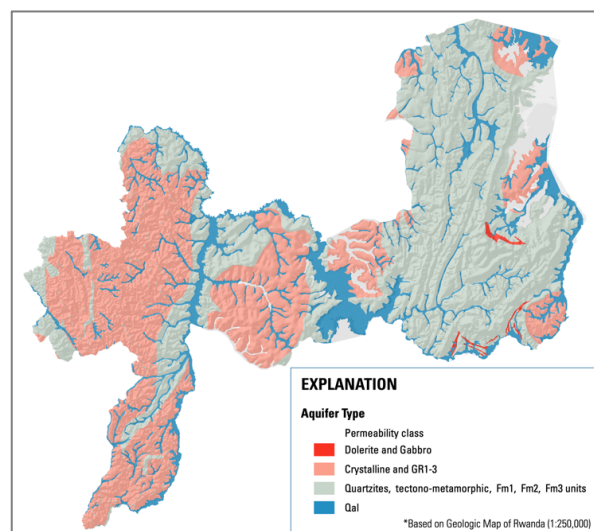 EXPLANATION
Aquifer Type
Permeability class
Dolerite and Gabbro
Crystalline and GR1-3
Quartzites, tectono-metamorphic, Fm1, Fm2, Fm3 units
Qal
*Based on Geologic Map of Rwanda (1:250,000)